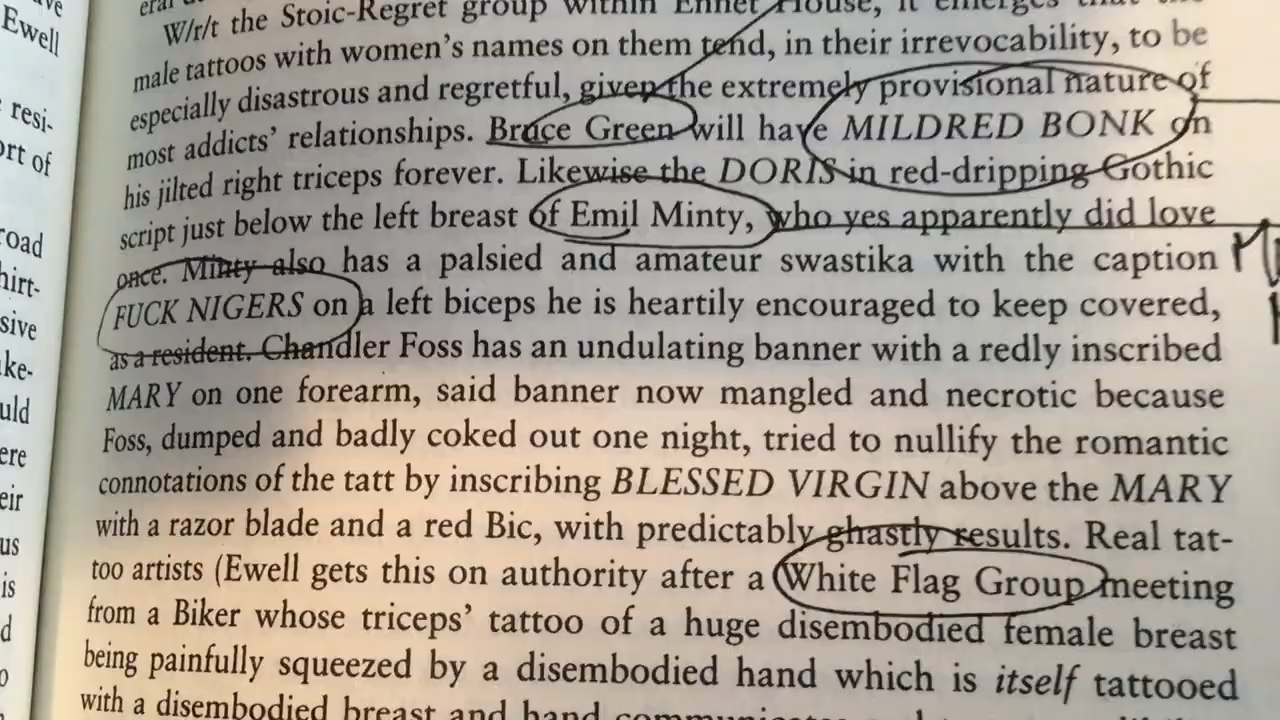 ve
Ewell
resi-
ort of
road
hirt-
sive
ke-
uld
ere
eir
us
is
d
o
W/r/t the Stoic-Regret group within Ennet House, it emerges that the
male tattoos with women's names on them tend, in their irrevocability, to be
especially disastrous and regretful, given the extremely provisional nature of
most addicts' relationships. Bruce Green will have MILDRED BONK on
his jilted right triceps forever. Likewise the DORIS in red-dripping Gothic
script just below the left breast of Emil Minty, who yes apparently did love
once. Minty also has a palsied and amateur swastika with the caption
FUCK NIGERS on a left biceps he is heartily encouraged to keep covered,
as a resident. Chandler Foss has an undulating banner with a redly inscribed
MARY on one forearm, said banner now mangled and necrotic because
Foss, dumped and badly coked out one night, tried to nullify the romantic
connotations of the tatt by inscribing BLESSED VIRGIN above the MARY
with a razor blade and a red Bic, with predictably ghastly results. Real tat-
too artists (Ewell gets this on authority after a White Flag Group meeting
from a Biker whose triceps' tattoo of a huge disembodied female breast
being painfully squeezed by a disembodied hand which is itself tattooed
with a disembodied breast and hand